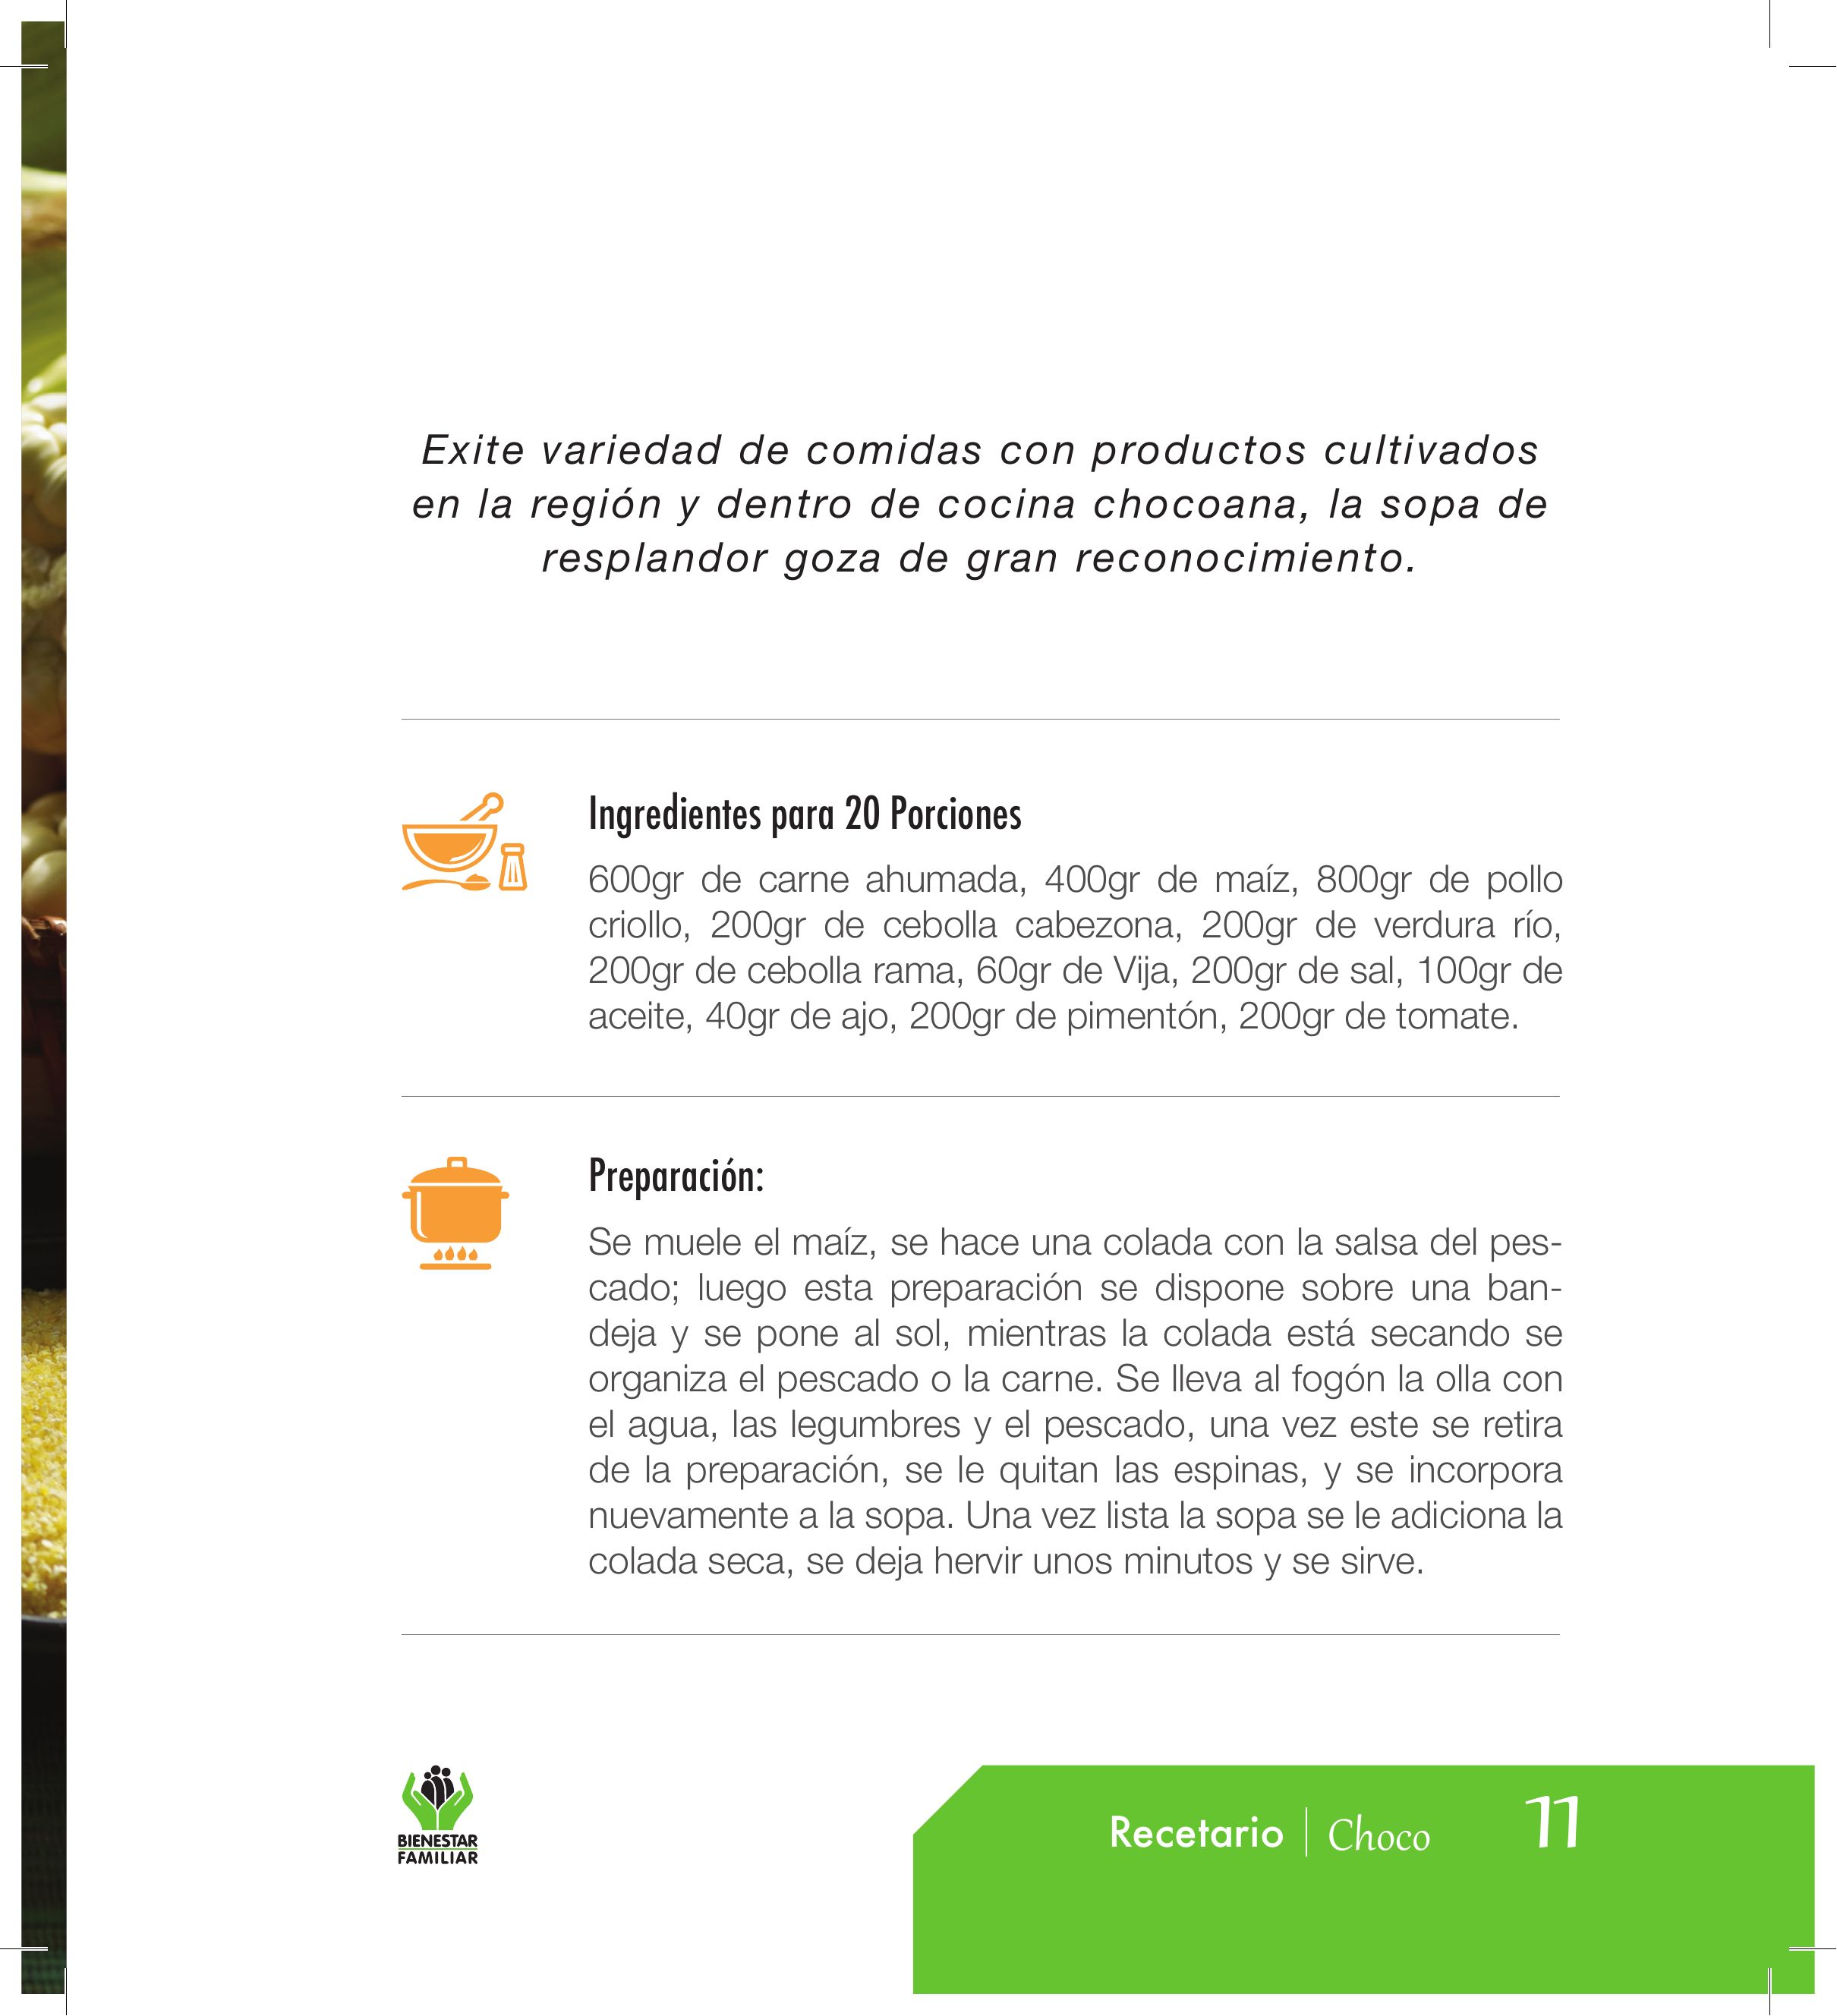 Exite variedad de comidas con productos cultivados
en la región y dentro de cocina chocoana, la sopa de
resplandor goza de gran reconocimiento.
Ingredientes para 20 Porciones
600gr de carne ahumada, 400gr de maíz, 800gr de pollo
criollo, 200gr de cebolla cabezona, 200gr de verdura río,
200gr de cebolla rama, 60gr de Vija, 200gr de sal, 100gr de
aceite, 40gr de ajo, 200gr de pimentón, 200gr de tomate.
Preparación:
Se muele el maíz, se hace una colada con la salsa del pes-
cado; luego esta preparación se dispone sobre una ban-
deja y se pone al sol, mientras la colada está secando se
organiza el pescado o la carne. Se lleva al fogón la olla con
el agua, las legumbres y el pescado, una vez este se retira
de la preparación, se le quitan las espinas, y se incorpora
nuevamente a la sopa. Una vez lista la sopa se le adiciona la
colada seca, se deja hervir unos minutos y se sirve.
BIENESTAR
FAMILIAR
Recetario | Choco 11